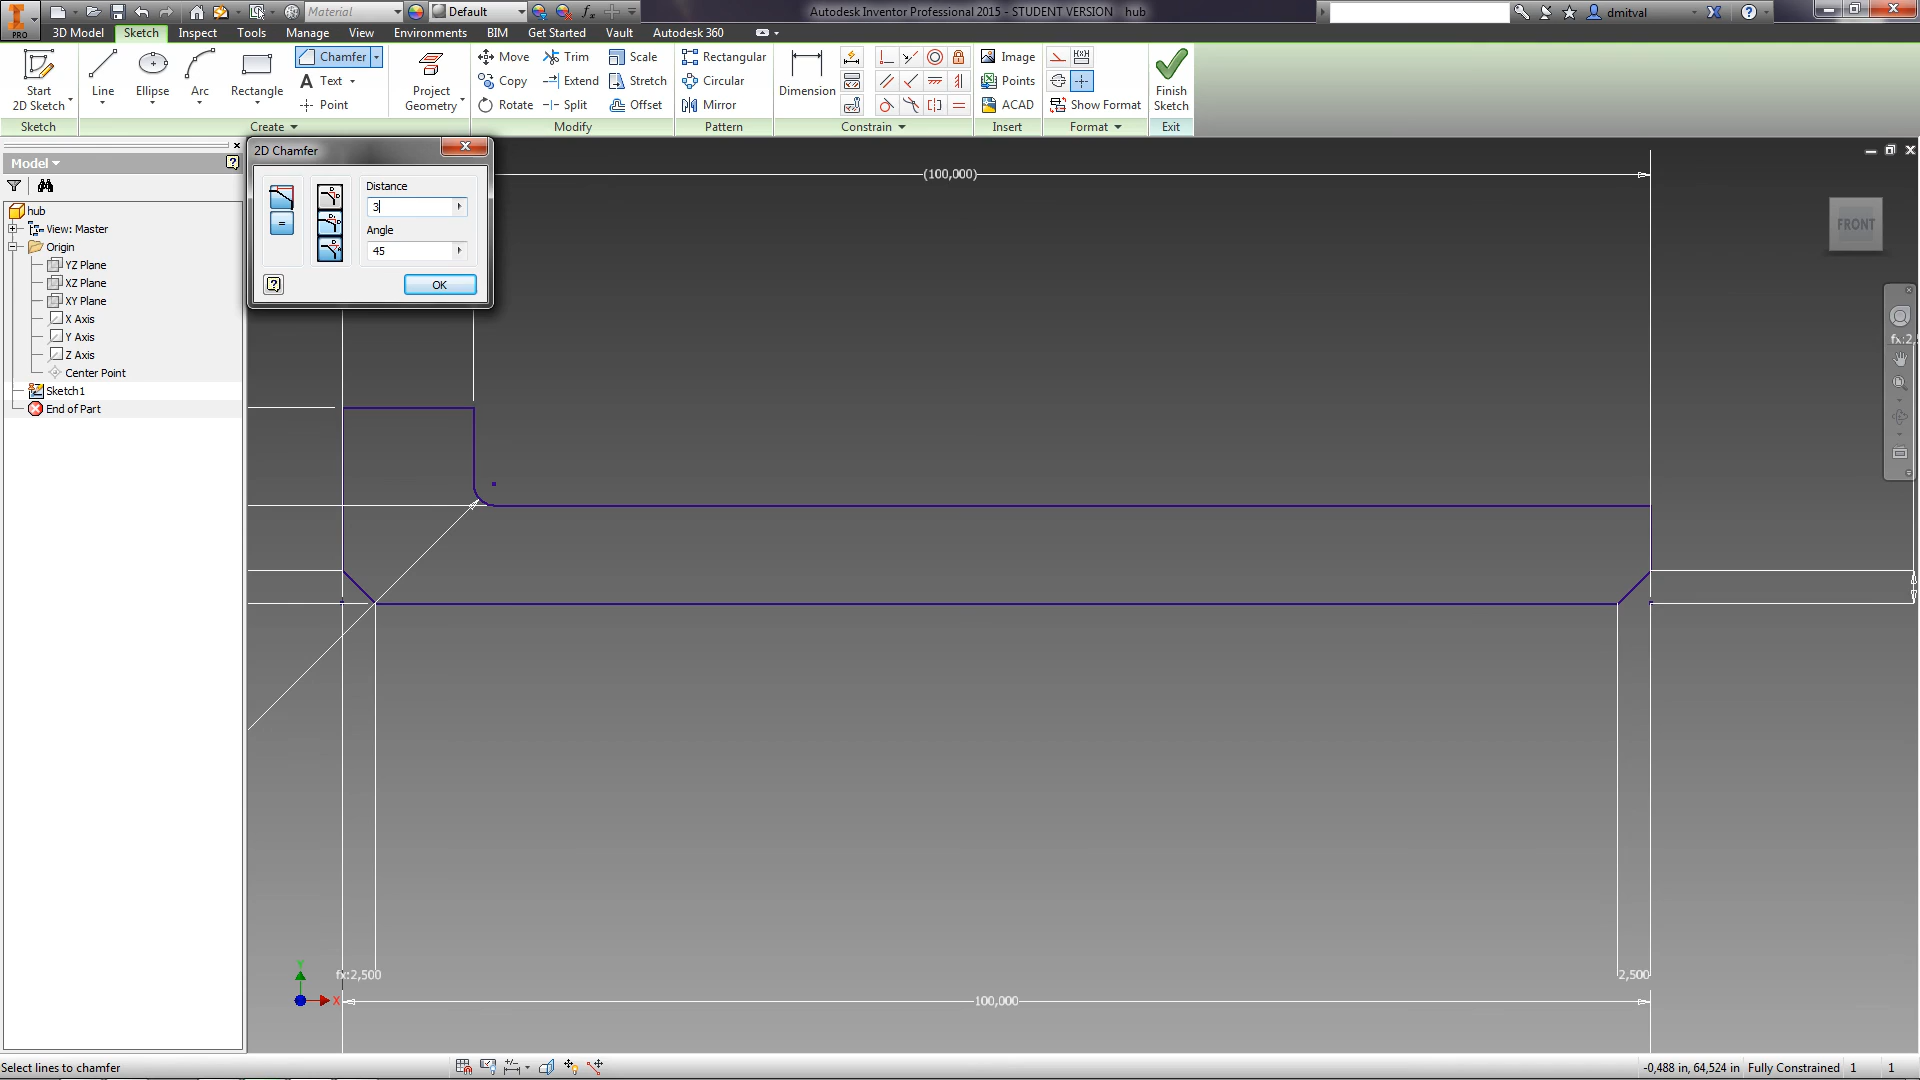 Material
Default
Autodesk Inventor Professional 2015 - STUDENT VERSION hub
dmitval
PRO
3D Model Sketch Inspect Tools Manage View Environments BIM Get Started Vault Autodesk 360
Start
2D Sketch
Line
Ellipse
Arc
Rectangle
Chamfer
Text
Point
Project
Geometry
Move
Copy
Rotate
Trim
Extend
Split
Scale
Stretch
Offset
Rectangular
Circular
Mirror
Dimension
Image
Points
ACAD
Show Format
Finish
Sketch
Sketch
Create
Modify
Pattern
Constrain
Insert
Format
Exit
Model
hub
View: Master
Origin
YZ Plane
XZ Plane
XY Plane
X Axis
Y Axis
Z Axis
Center Point
Sketch1
End of Part
2D Chamfer
Distance
3
Angle
45
OK
(100,000)
FRONT
fx:2,
fx:2,500
2,500
100,000
Y
X
Select lines to chamfer
-0,488 in, 64,524 in Fully Constrained 1 1